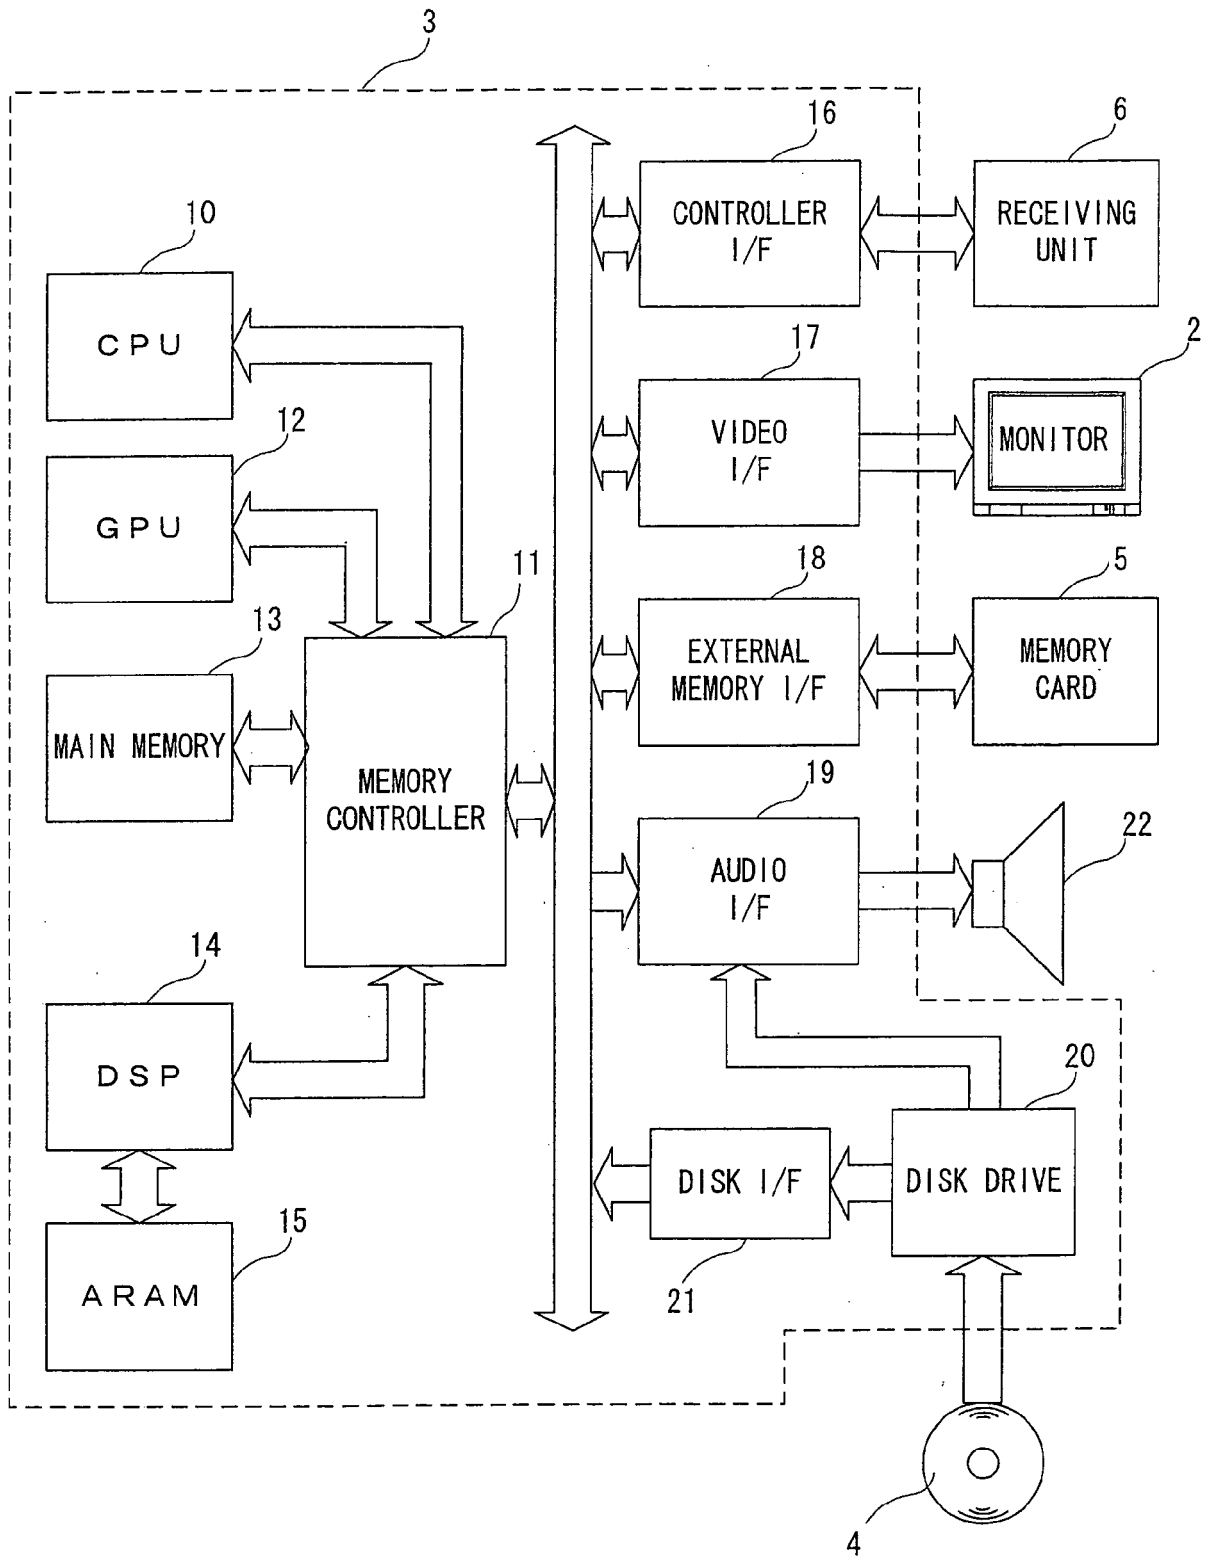 3
16
6
10
CONTROLLER
I/F
RECEIVING
UNIT
CPU
17
2
12
VIDEO
I/F
MONITOR
GPU
11
18
5
13
EXTERNAL
MEMORY I/F
MEMORY
CARD
MAIN MEMORY
MEMORY
CONTROLLER
19
22
AUDIO
I/F
14
20
DSP
DISK I/F
DISK DRIVE
15
21
ARAM
4